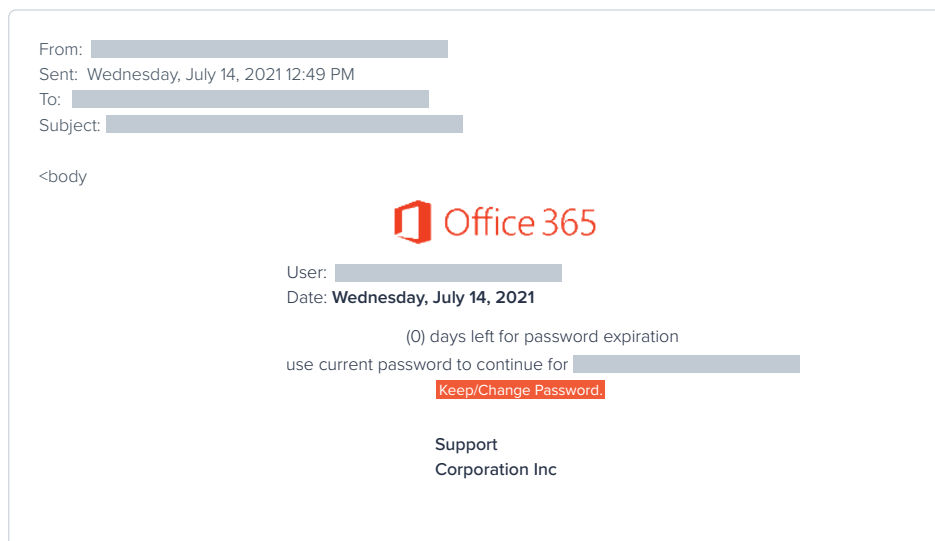 From:
Sent: Wednesday, July 14, 2021 12:49 PM
To:
Subject:
<body
Office 365
User:
Date: Wednesday, July 14, 2021
(0) days left for password expiration
use current password to continue for
Keep/Change Password.
Support
Corporation Inc